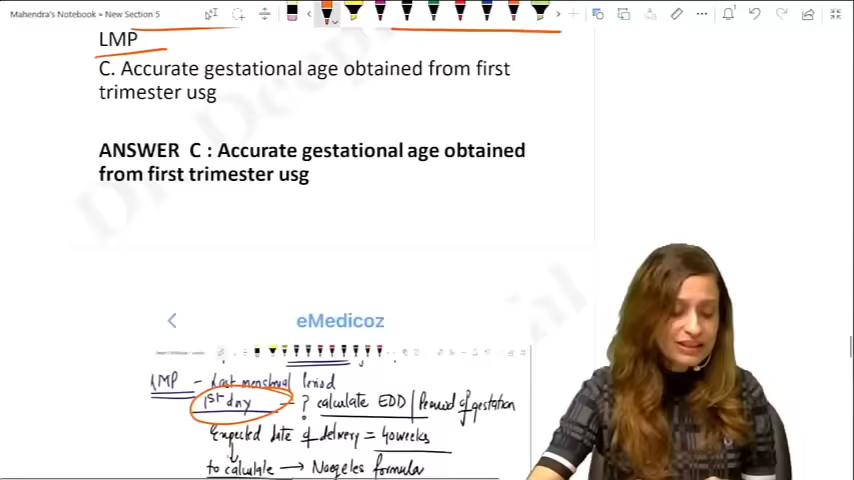 Mahendra's Notebook » New Section 5
LMP
C. Accurate gestational age obtained from first
trimester usg
ANSWER C : Accurate gestational age obtained
from first trimester usg
eMedicoz
LMP - Last menstrual Period
1st day - ? calculate EDD | Period of gestation
Expected date of delivery = 40weeks
to calculate → Naegeles formula